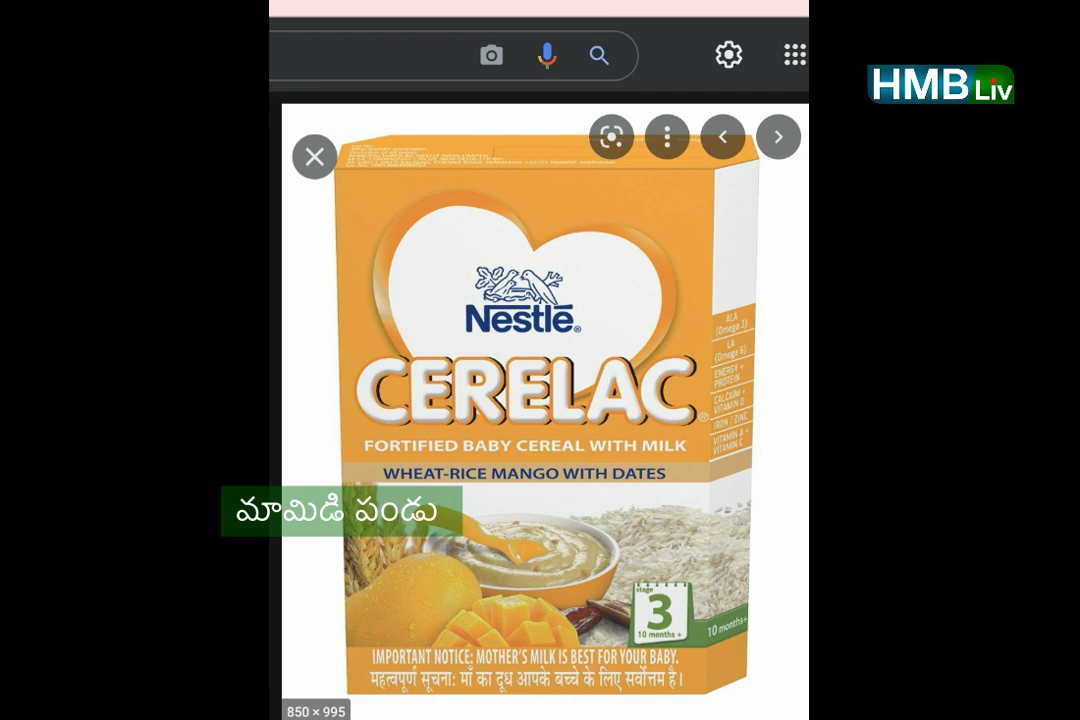 HMB Liv
Nestlé®
CERELAC®
FORTIFIED BABY CEREAL WITH MILK
WHEAT-RICE MANGO WITH DATES
మామిడి పండు
ALA
(Omega 3)
LA
(Omega 6)
ENERGY +
PROTEIN
CALCIUM +
VITAMIN D
IRON / ZINC
VITAMIN A +
VITAMIN C
stage
3
10 months +
10 months+
IMPORTANT NOTICE: MOTHER'S MILK IS BEST FOR YOUR BABY.
महत्वपूर्ण सूचना: माँ का दूध आपके बच्चे के लिए सर्वोत्तम है।
850 × 995